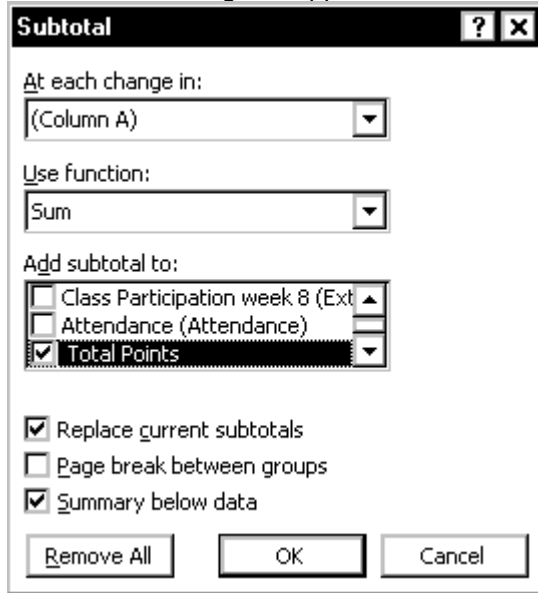 Subtotal
At each change in:
(Column A)
Use function:
Sum
Add subtotal to:
Class Participation week 8 (Ext
Attendance (Attendance)
Total Points
Replace current subtotals
Page break between groups
Summary below data
Remove All OK Cancel